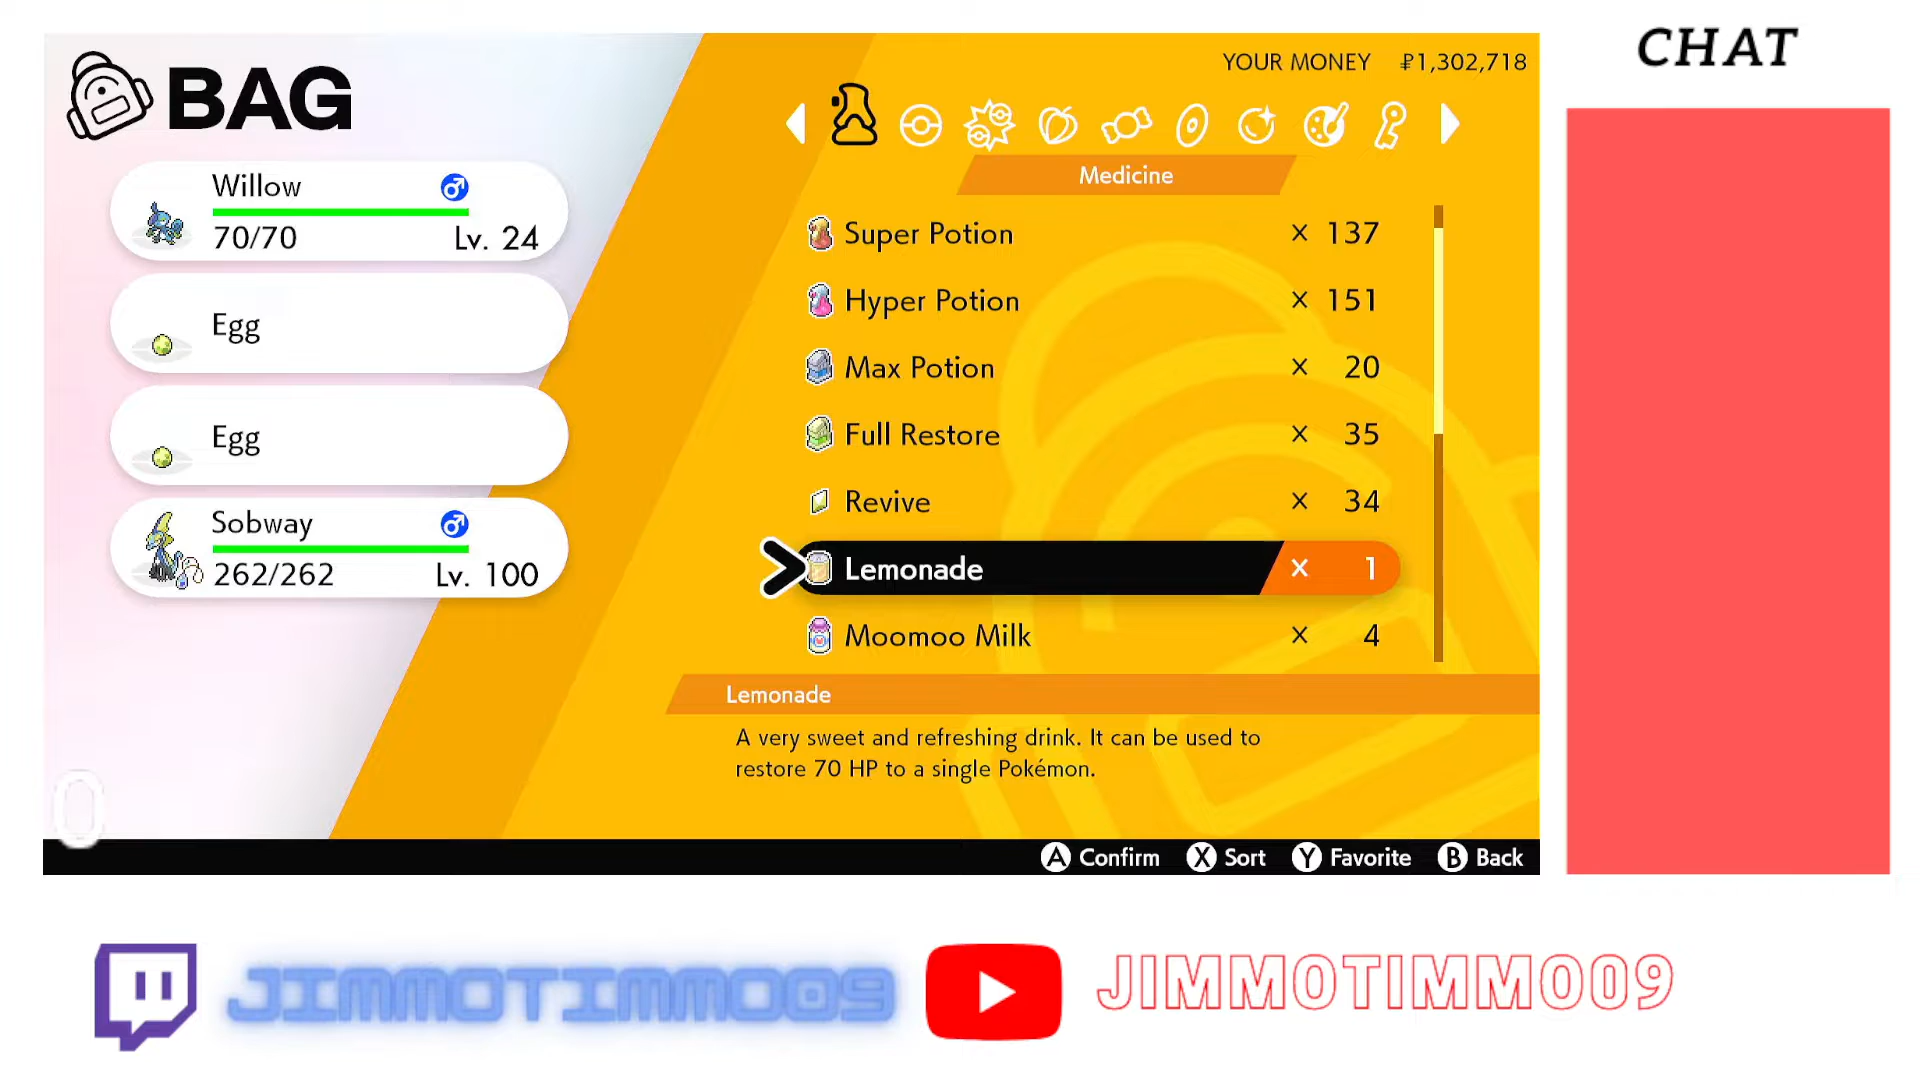 CHAT
BAG
YOUR MONEY ₽1,302,718
Medicine
Willow ♂
70/70 Lv. 24
Egg
Egg
Sobway ♂
262/262 Lv. 100
Super Potion × 137
Hyper Potion × 151
Max Potion × 20
Full Restore × 35
Revive × 34
Lemonade × 1
Moomoo Milk × 4
Lemonade
A very sweet and refreshing drink. It can be used to
restore 70 HP to a single Pokémon.
0
A Confirm X Sort Y Favorite B Back
JIMMOTIMMO09 JIMMOTIMMO09